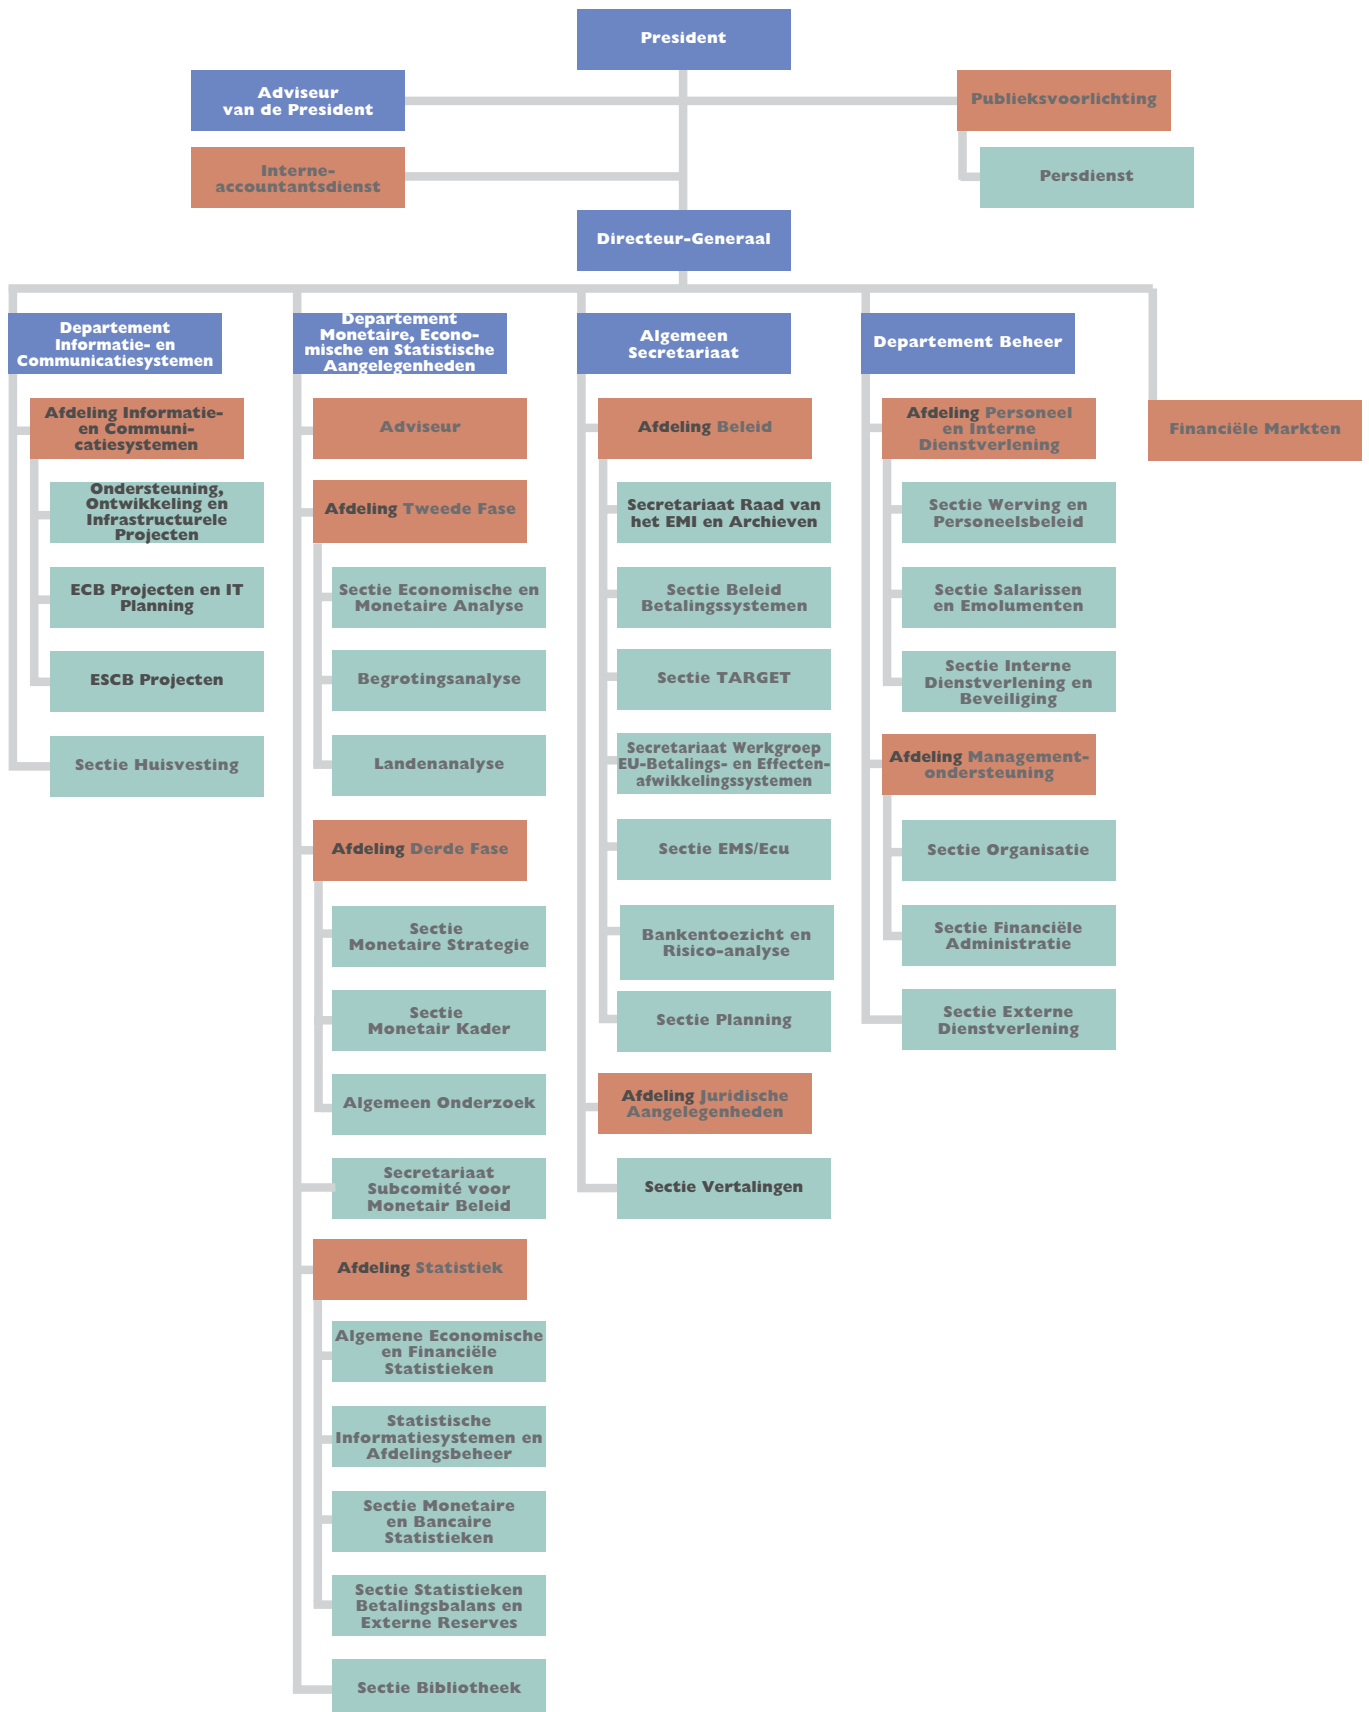 President
Adviseur
van de President
Publieksvoorlichting
Interne-
accountantsdienst
Persdienst
Directeur-Generaal
Departement
Informatie- en
Communicatiesystemen
Departement
Monetaire, Econo-
mische en Statistische
Aangelegenheden
Algemeen
Secretariaat
Departement Beheer
Financiële Markten
Afdeling Informatie-
en Communi-
catiesystemen
Ondersteuning,
Ontwikkeling en
Infrastructurele
Projecten
ECB Projecten en IT
Planning
ESCB Projecten
Sectie Huisvesting
Adviseur
Afdeling Tweede Fase
Sectie Economische en
Monetaire Analyse
Begrotingsanalyse
Landenanalyse
Afdeling Derde Fase
Sectie
Monetaire Strategie
Sectie
Monetair Kader
Algemeen Onderzoek
Secretariaat
Subcomité voor
Monetair Beleid
Afdeling Statistiek
Algemene Economische
en Financiële
Statistieken
Statistische
Informatiesystemen en
Afdelingsbeheer
Sectie Monetaire
en Bancaire
Statistieken
Sectie Statistieken
Betalingsbalans en
Externe Reserves
Sectie Bibliotheek
Afdeling Beleid
Secretariaat Raad van
het EMI en Archieven
Sectie Beleid
Betalingssystemen
Sectie TARGET
Secretariaat Werkgroep
EU-Betalings- en Effecten-
afwikkelingssystemen
Sectie EMS/Ecu
Bankentoezicht en
Risico-analyse
Sectie Planning
Afdeling Juridische
Aangelegenheden
Sectie Vertalingen
Afdeling Personeel
en Interne
Dienstverlening
Sectie Werving en
Personeelsbeleid
Sectie Salarissen
en Emolumenten
Sectie Interne
Dienstverlening en
Beveiliging
Afdeling Management-
ondersteuning
Sectie Organisatie
Sectie Financiële
Administratie
Sectie Externe
Dienstverlening